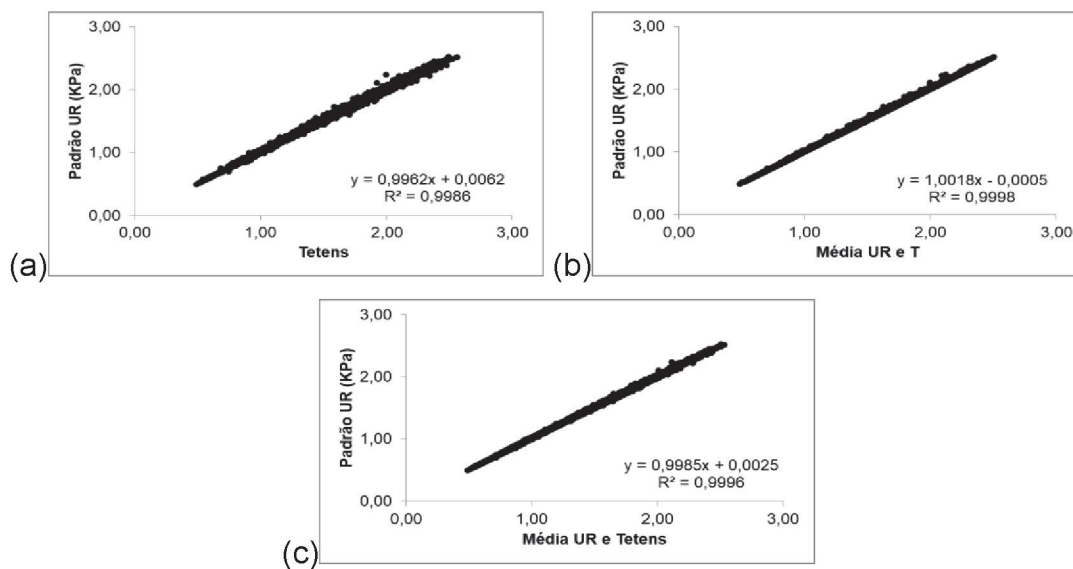 3,00
2,00
1,00
0,00
Padrão UR (KPa)
y = 0,9962x + 0,0062
R² = 0,9986
0,00 1,00 2,00 3,00
Tetens
(a)
3,00
2,00
1,00
0,00
Padrão UR (KPa)
y = 1,0018x - 0,0005
R² = 0,9998
0,00 1,00 2,00 3,00
Média UR e T
(b)
3,00
2,00
1,00
0,00
Padrão UR (KPa)
y = 0,9985x + 0,0025
R² = 0,9996
0,00 1,00 2,00 3,00
Média UR e Tetens
(c)